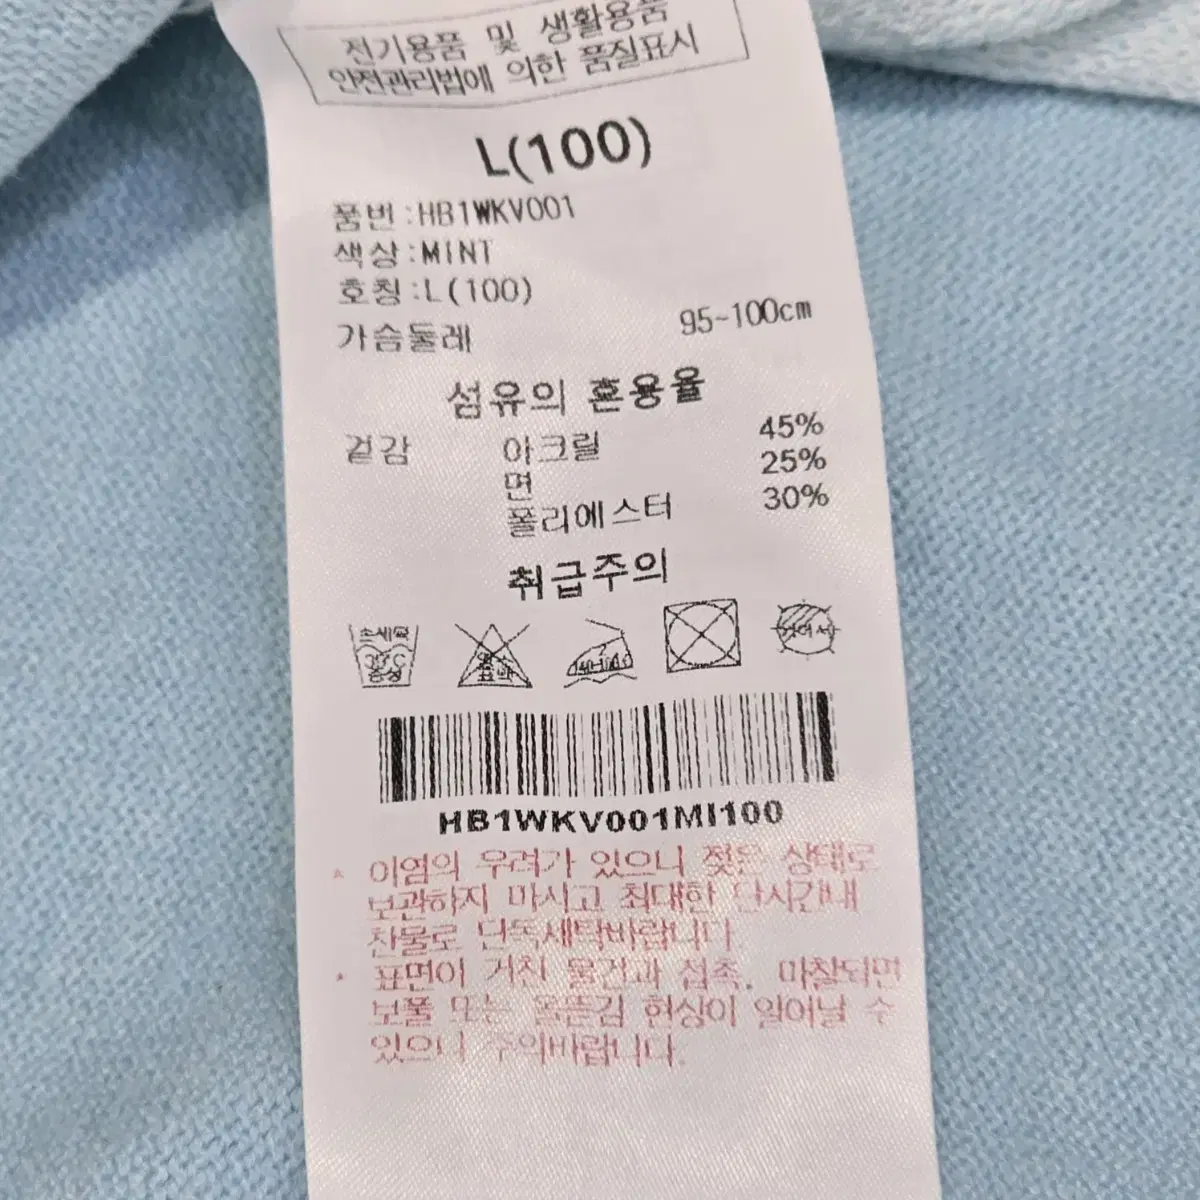 전기용품 및 생활용품
안전관리법에 의한 품질표시
L(100)
품번:HB1WKV001
색상:MINT
호칭:L(100)
가슴둘레 95~100cm
섬유의 혼용율
겉감 아크릴 45%
면 25%
폴리에스터 30%
취급주의
HB1WKV001MI100
* 이염의 우려가 있으니 젖은 상태로
보관하지 마시고 최대한 단시간내
찬물로 단독세탁바랍니다.
* 표면이 거친 물건과 접촉, 마찰되면
보풀 또는 올뜯김 현상이 일어날 수
있으니 주의바랍니다.